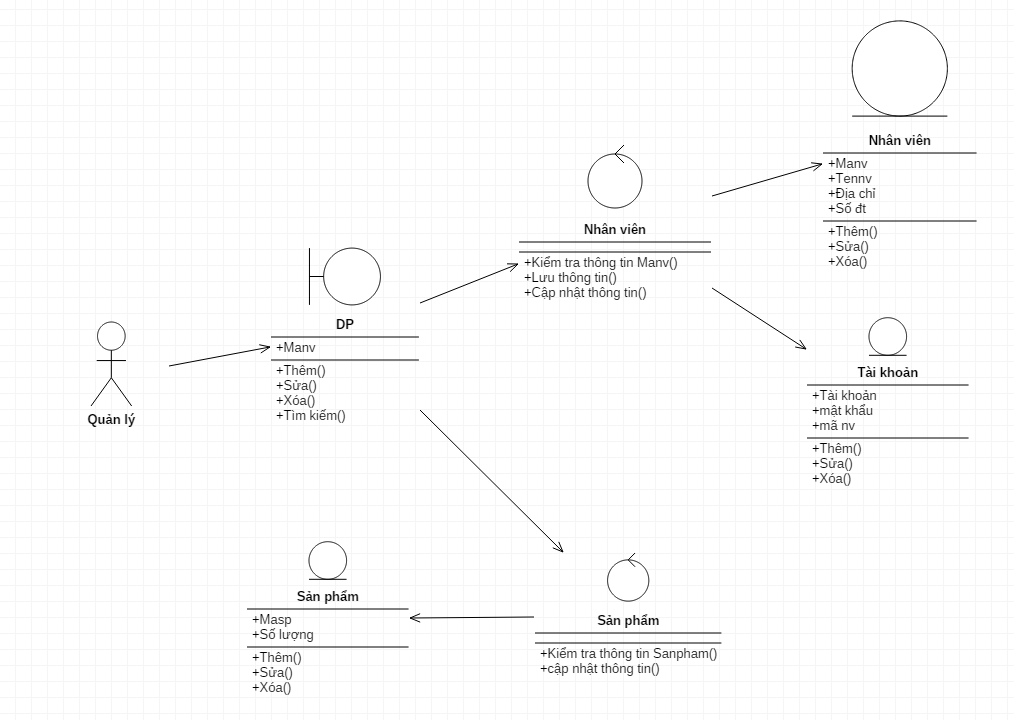 Quản lý
DP
+Manv
+Thêm()
+Sửa()
+Xóa()
+Tìm kiếm()
Nhân viên
+Kiểm tra thông tin Manv()
+Lưu thông tin()
+Cập nhật thông tin()
Nhân viên
+Manv
+Tennv
+Địa chỉ
+Số đt
+Thêm()
+Sửa()
+Xóa()
Tài khoản
+Tài khoản
+mật khẩu
+mã nv
+Thêm()
+Sửa()
+Xóa()
Sản phẩm
+Masp
+Số lượng
+Thêm()
+Sửa()
+Xóa()
Sản phẩm
+Kiểm tra thông tin Sanpham()
+cập nhật thông tin()